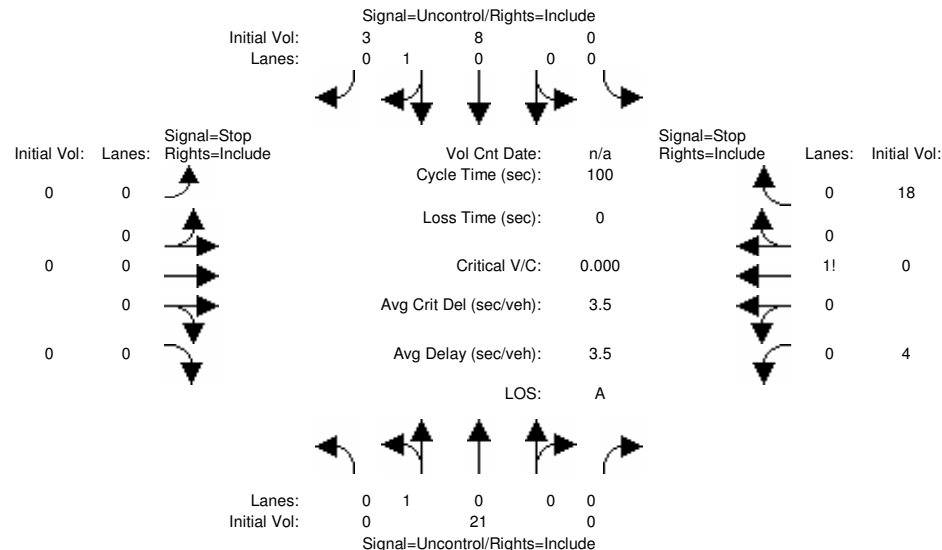 Signal=Uncontrol/Rights=Include
Initial Vol: 3 8 0
Lanes: 0 1 0 0 0
Signal=Stop Signal=Stop
Initial Vol: Lanes: Rights=Include Vol Cnt Date: n/a Rights=Include Lanes: Initial Vol:
Cycle Time (sec): 100
0 0 0 18
Loss Time (sec): 0
0 0
0 0 Critical V/C: 0.000 1! 0
0 Avg Crit Del (sec/veh): 3.5 0
0 0 Avg Delay (sec/veh): 3.5 0 4
LOS: A
Lanes: 0 1 0 0 0
Initial Vol: 0 21 0
Signal=Uncontrol/Rights=Include